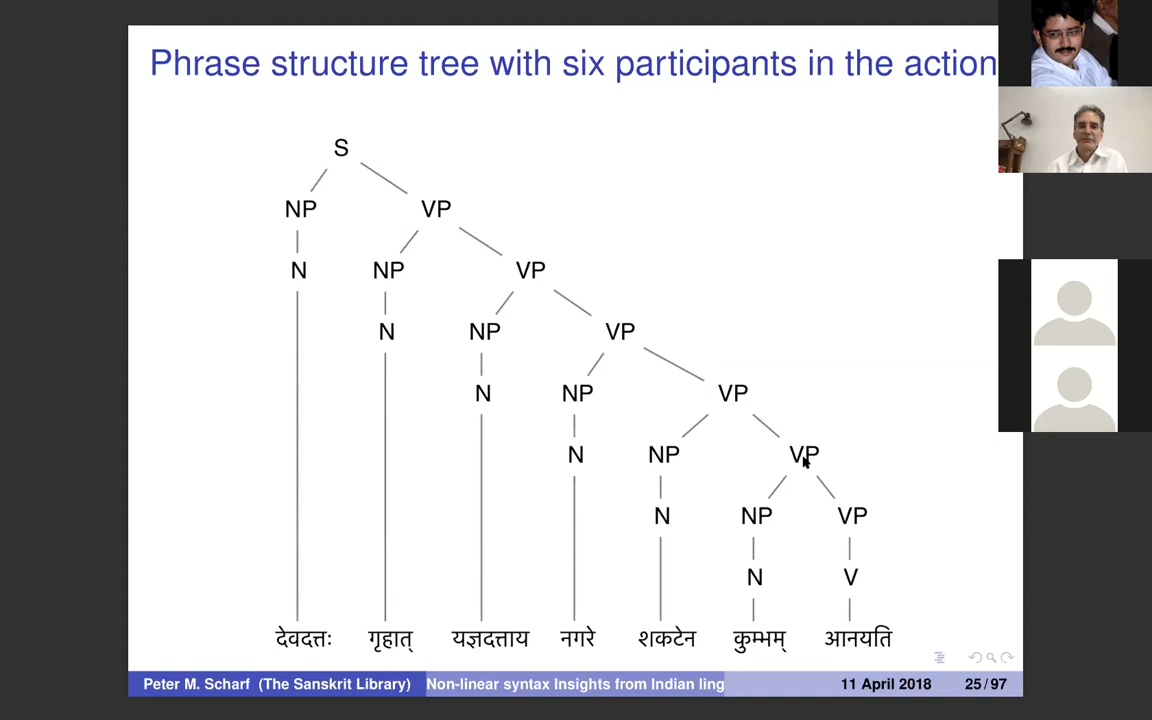 Phrase structure tree with six participants in the action
S
NP VP
N NP VP
N NP VP
N NP VP
N NP VP
N NP VP
N V
देवदत्तः गृहात् यज्ञदत्ताय नगरे शकटेन कुम्भम् आनयति
Peter M. Scharf (The Sanskrit Library) Non-linear syntax Insights from Indian ling 11 April 2018 25/97